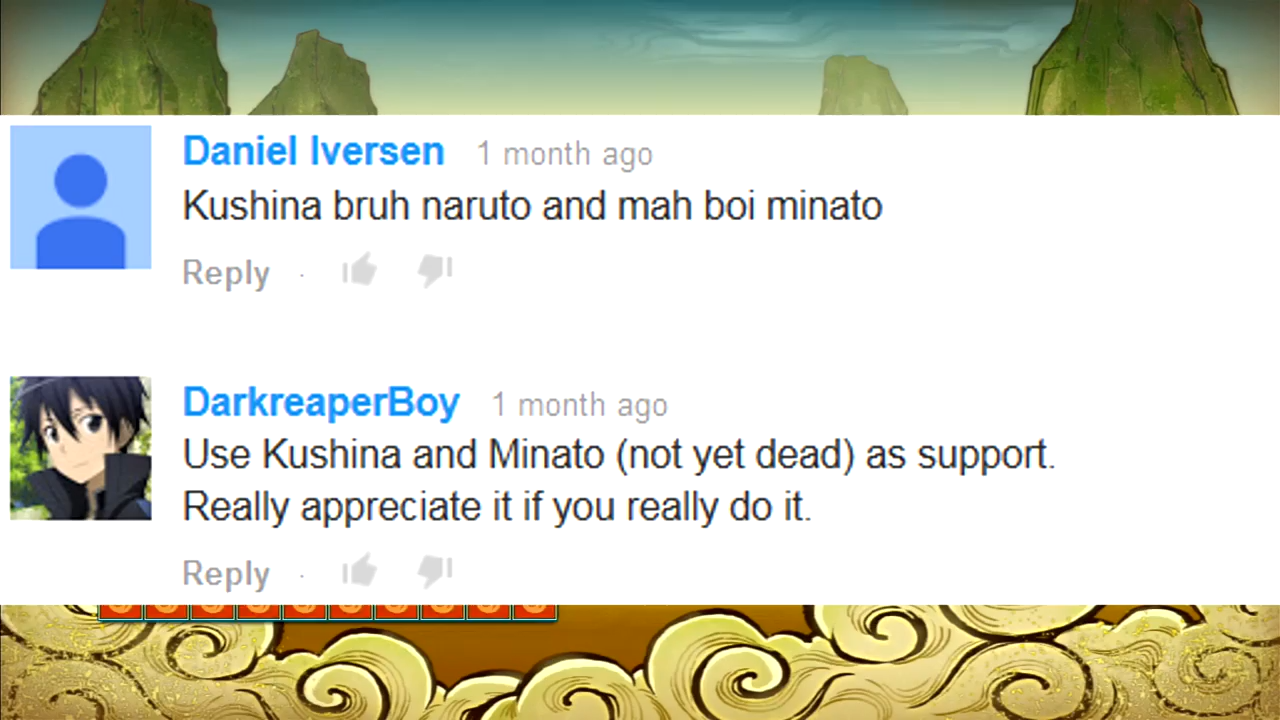 Daniel Iversen 1 month ago
Kushina bruh naruto and mah boi minato
Reply ·
DarkreaperBoy 1 month ago
Use Kushina and Minato (not yet dead) as support.
Really appreciate it if you really do it.
Reply ·